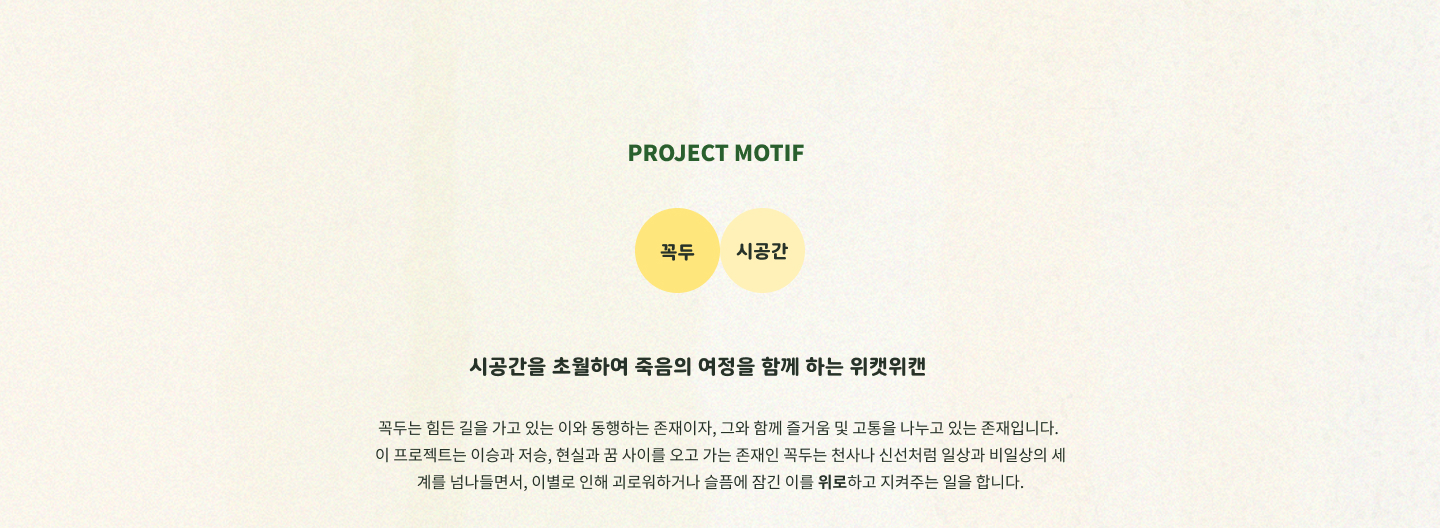 PROJECT MOTIF
꼭두
시공간
시공간을 초월하여 죽음의 여정을 함께 하는 위캣위캔
꼭두는 힘든 길을 가고 있는 이와 동행하는 존재이자, 그와 함께 즐거움 및 고통을 나누고 있는 존재입니다.
이 프로젝트는 이승과 저승, 현실과 꿈 사이를 오고 가는 존재인 꼭두는 천사나 신선처럼 일상과 비일상의 세
계를 넘나들면서, 이별로 인해 괴로워하거나 슬픔에 잠긴 이를 위로하고 지켜주는 일을 합니다.